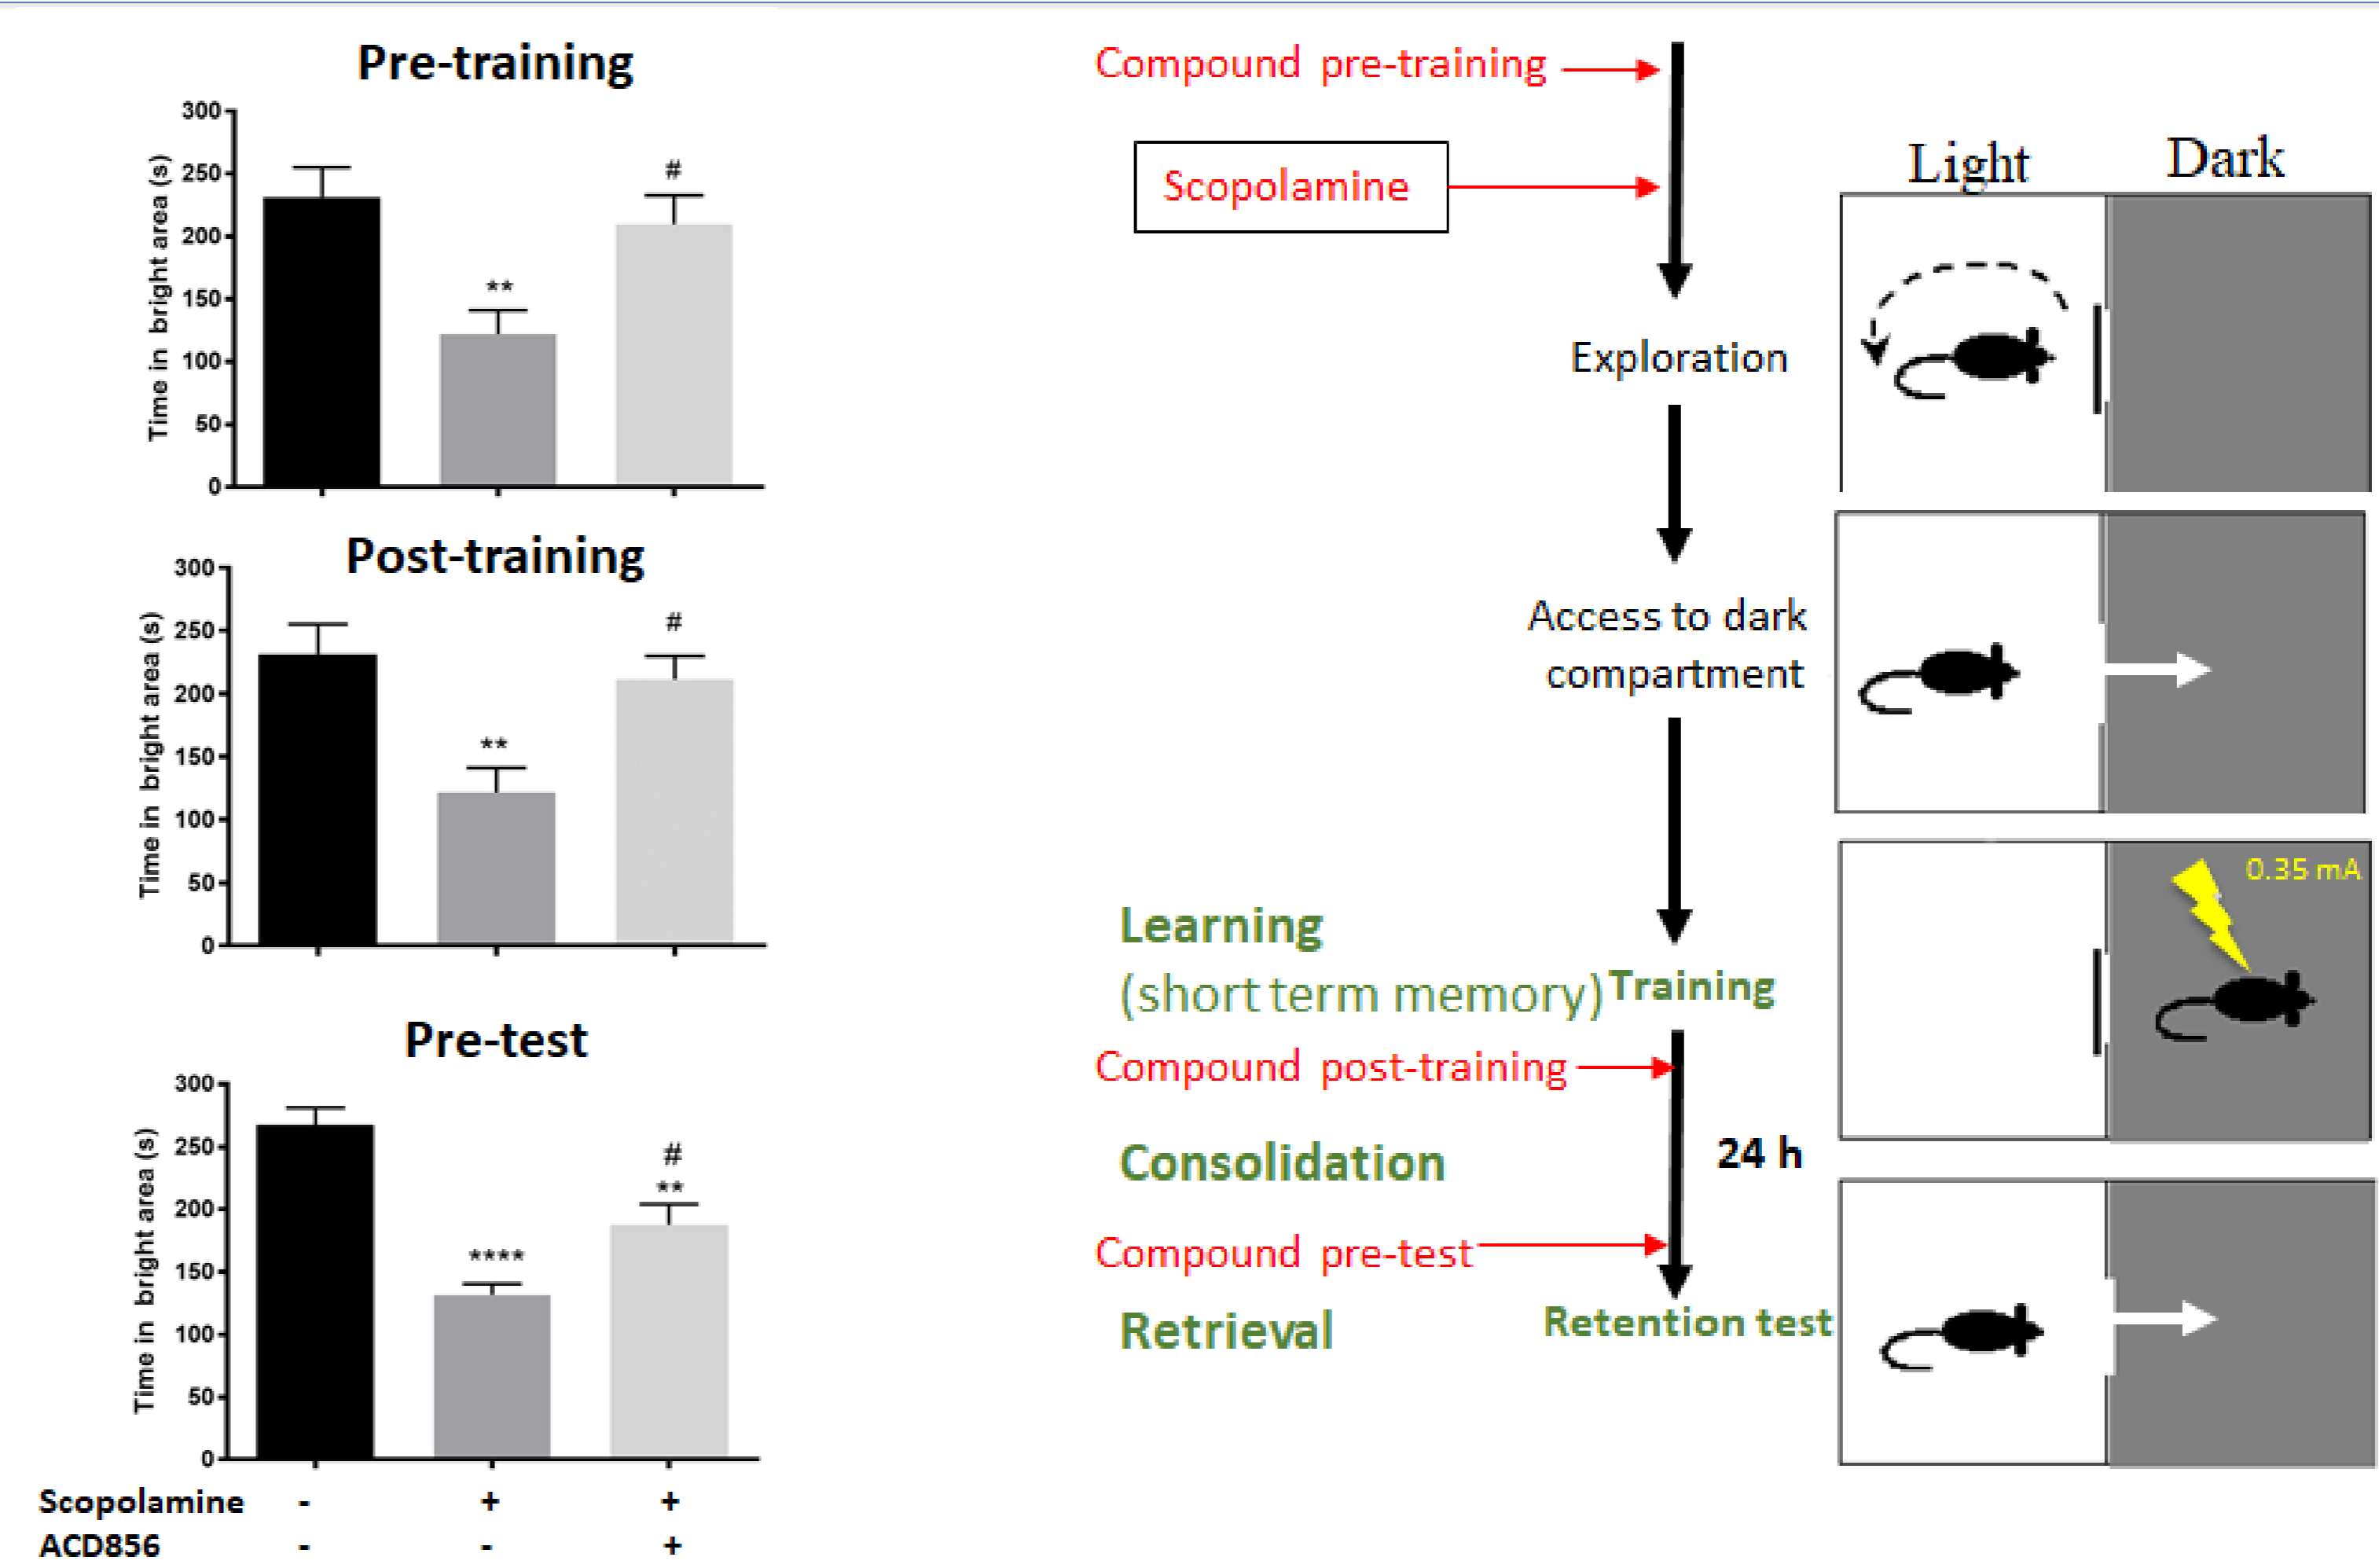 Pre-training
300
250
200
150
100
50
0
Time in bright area (s)
**
#
Post-training
300
250
200
150
100
50
0
Time in bright area (s)
**
#
Pre-test
300
250
200
150
100
50
0
Time in bright area (s)
****
#
**
Scopolamine - + +
ACD856 - - +
Compound pre-training
Scopolamine
Exploration
Access to dark
compartment
Learning
(short term memory) Training
Compound post-training
Consolidation
24 h
Compound pre-test
Retrieval
Retention test
Light Dark
0.35 mA